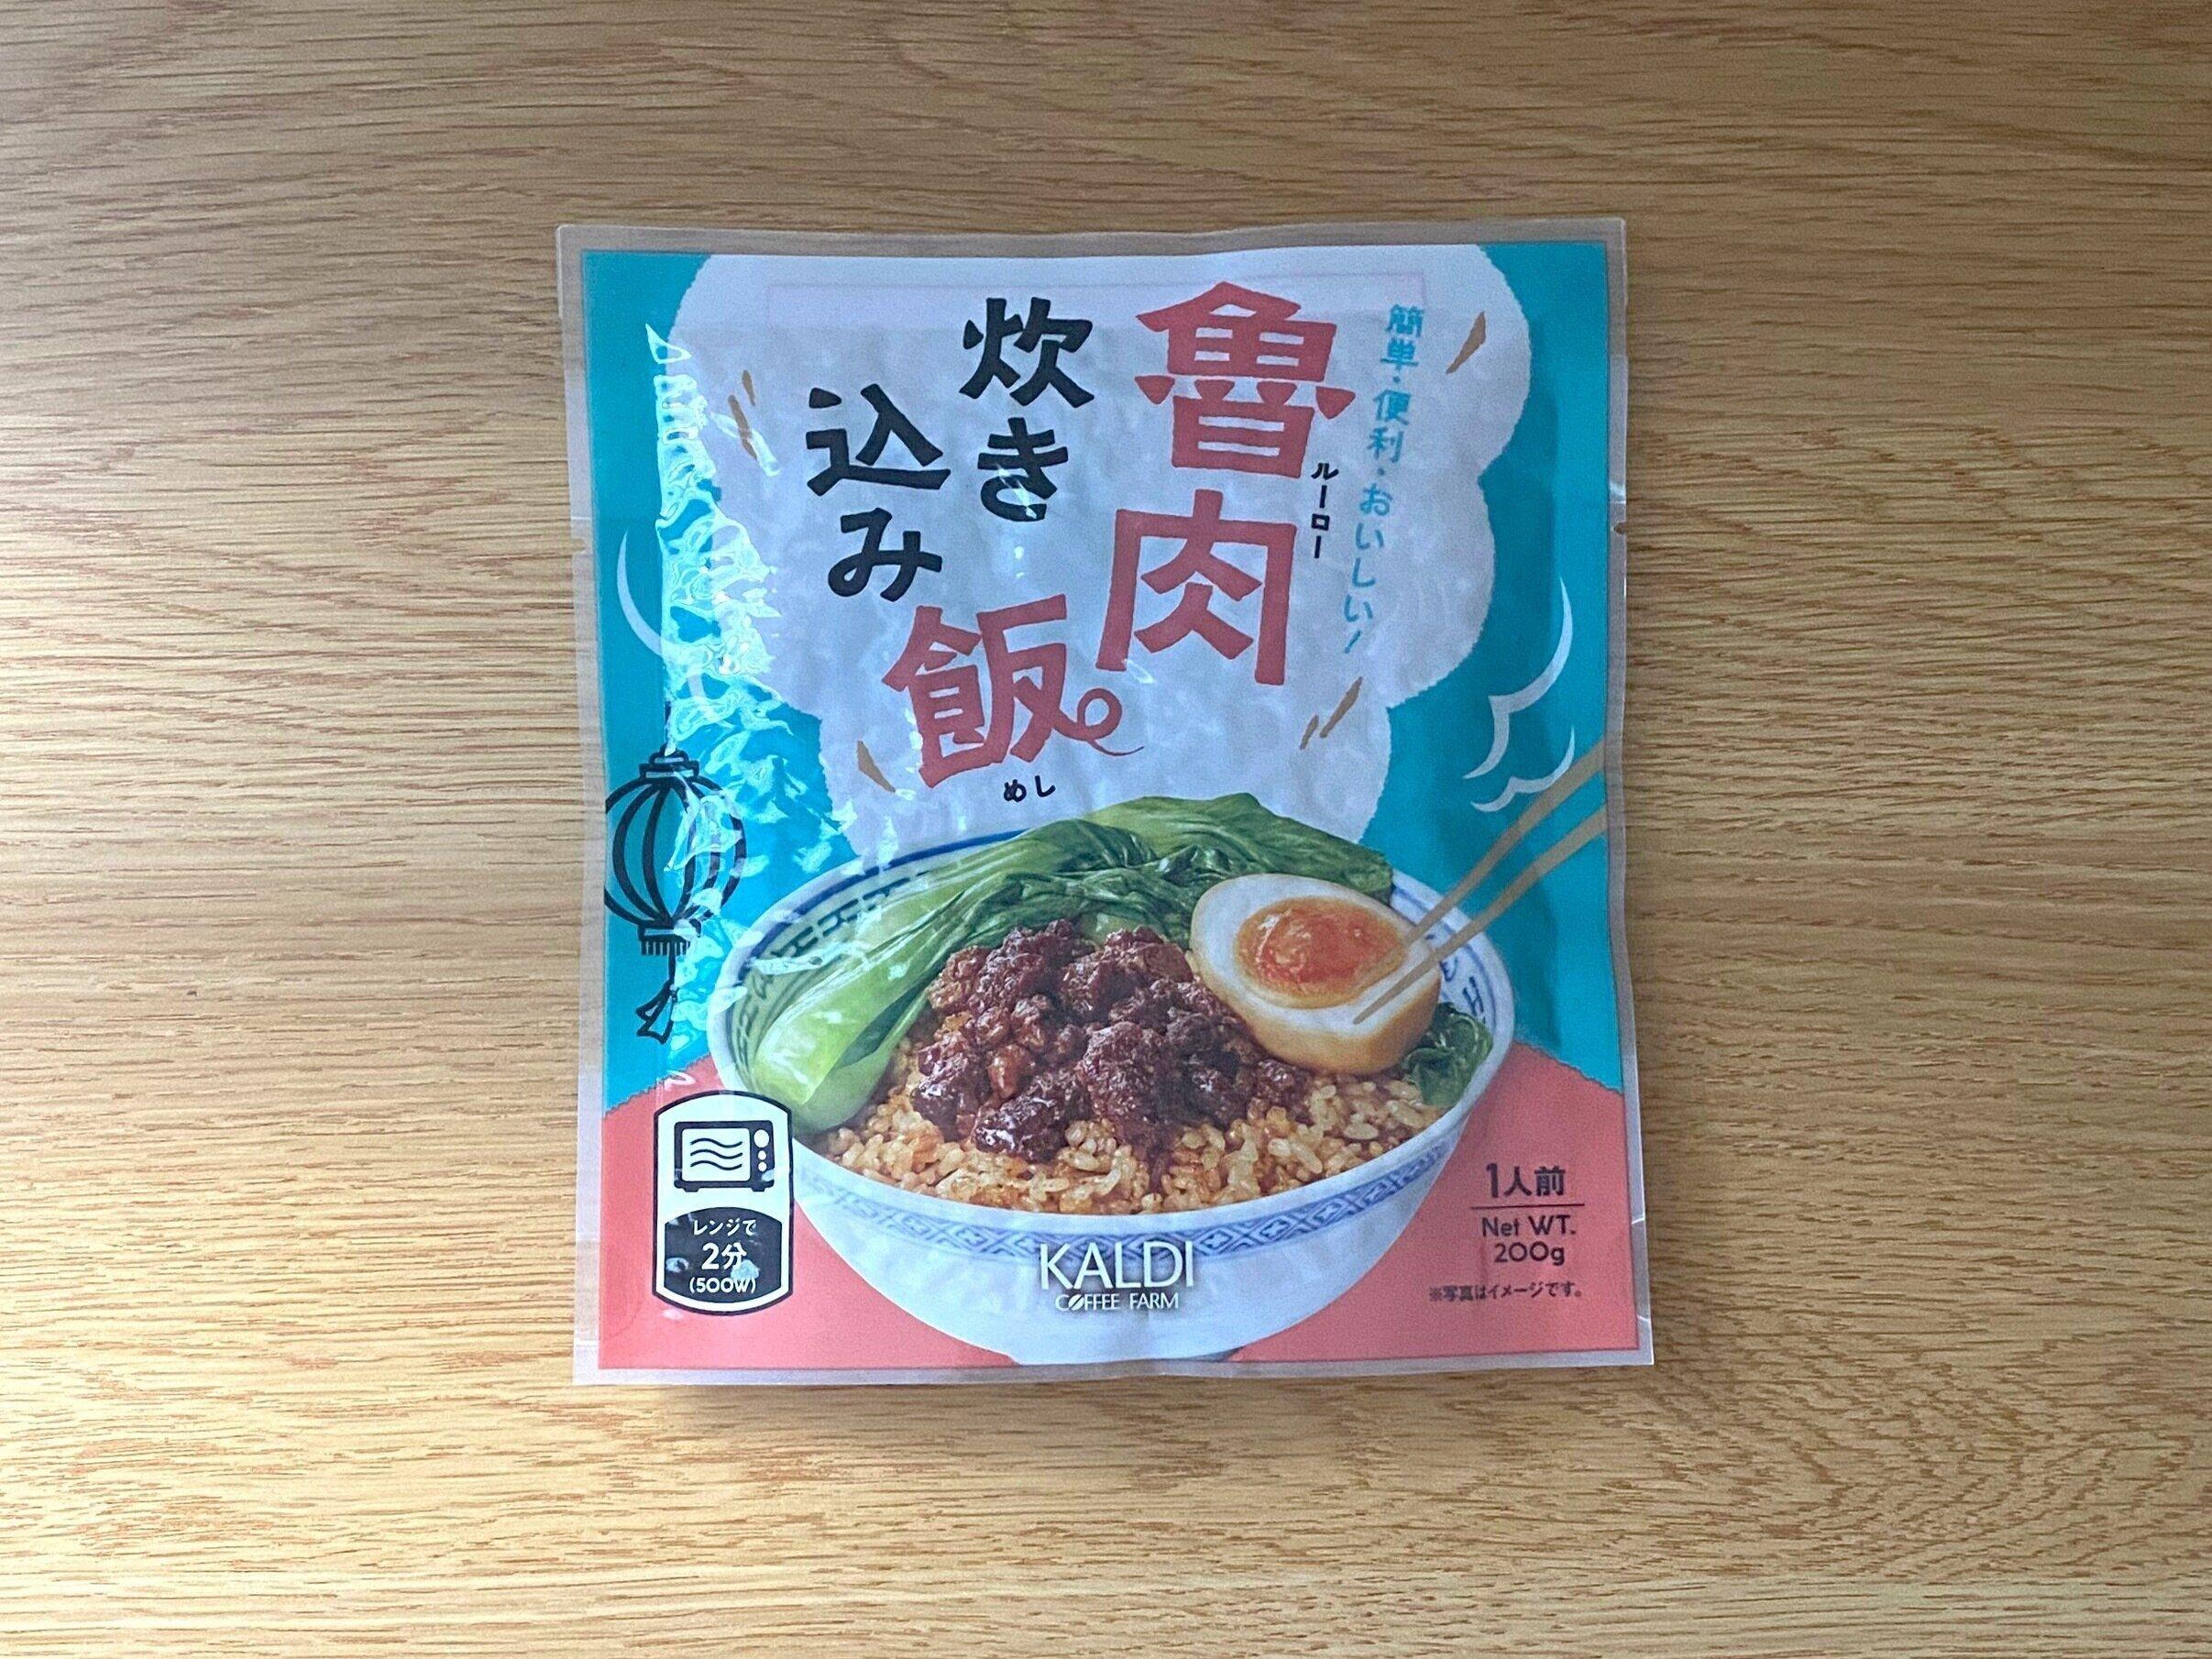 簡単・便利・おいしい!
魯肉
ルーロー
炊き
込み
飯
めし
レンジで
2分
(500W)
KALDI
COFFEE FARM
1人前
Net WT.
200g
※写真はイメージです。